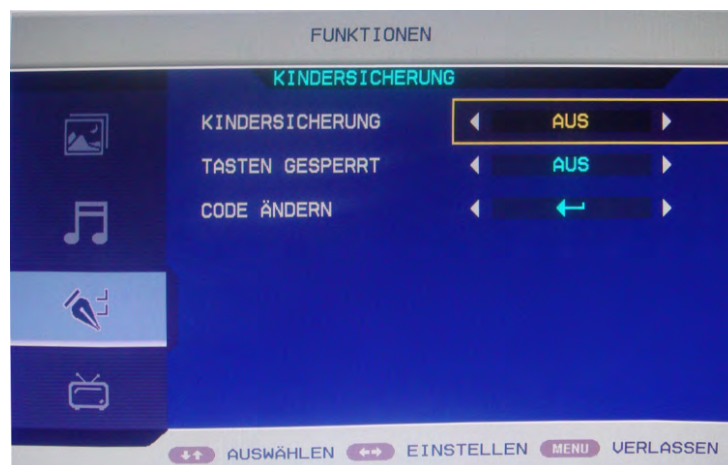 FUNKTIONEN
KINDERSICHERUNG
KINDERSICHERUNG AUS
TASTEN GESPERRT AUS
CODE ÄNDERN
AUSWÄHLEN EINSTELLEN MENU VERLASSEN